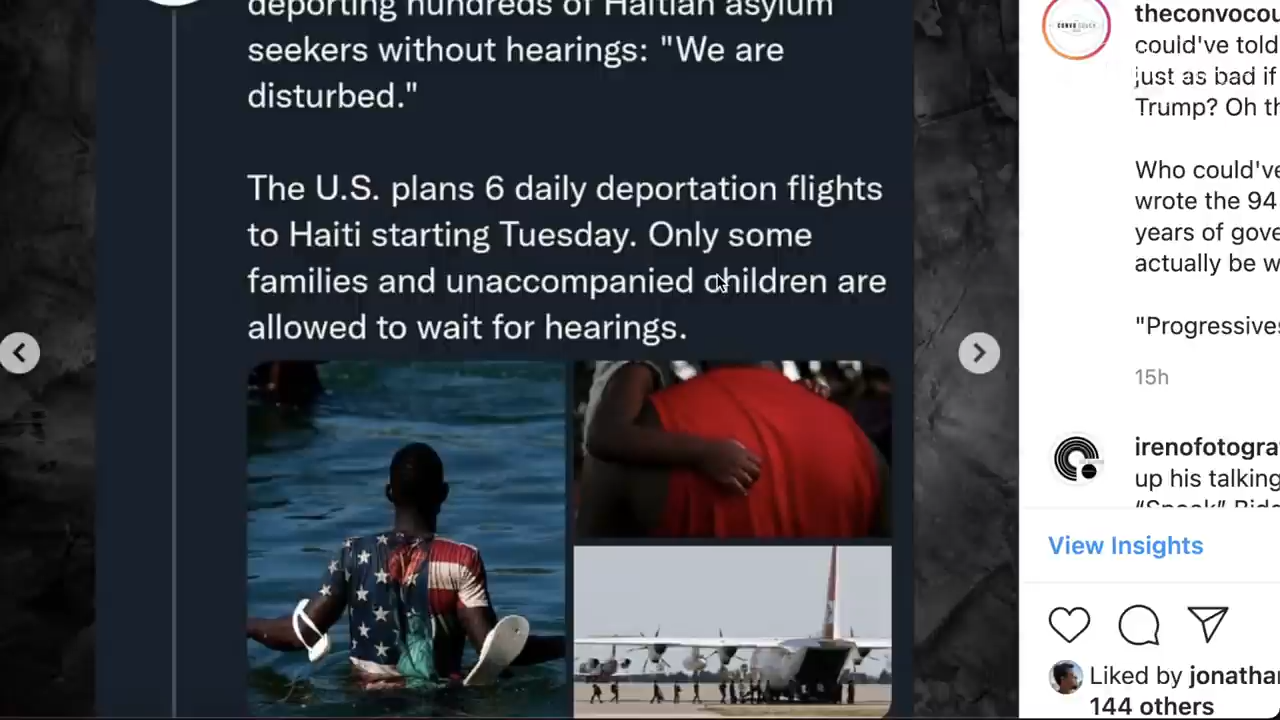 deporting hundreds of Haitian asylum
seekers without hearings: "We are
disturbed."
The U.S. plans 6 daily deportation flights
to Haiti starting Tuesday. Only some
families and unaccompanied children are
allowed to wait for hearings.
theconvocou
could've told
just as bad if
Trump? Oh th
Who could've
wrote the 94
years of gove
actually be w
"Progressives
15h
irenofotogra
up his talking
View Insights
Liked by jonathan
144 others